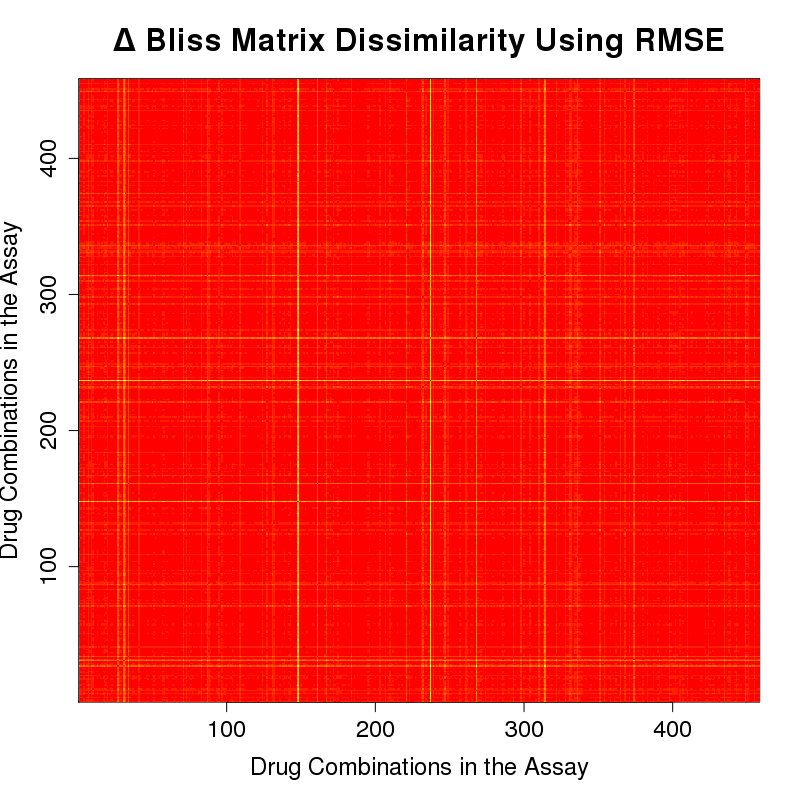 Δ Bliss Matrix Dissimilarity Using RMSE
Drug Combinations in the Assay
400
300
200
100
100 200 300 400
Drug Combinations in the Assay